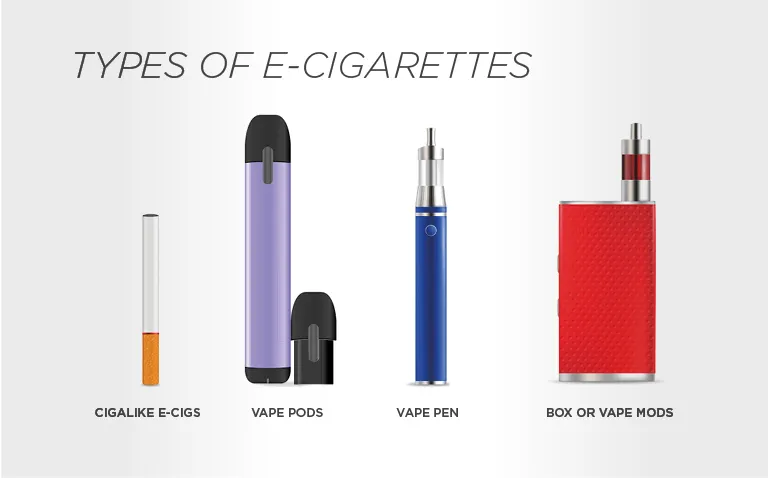 TYPES OF E-CIGARETTES
CIGALIKE E-CIGS
VAPE PODS
VAPE PEN
BOX OR VAPE MODS